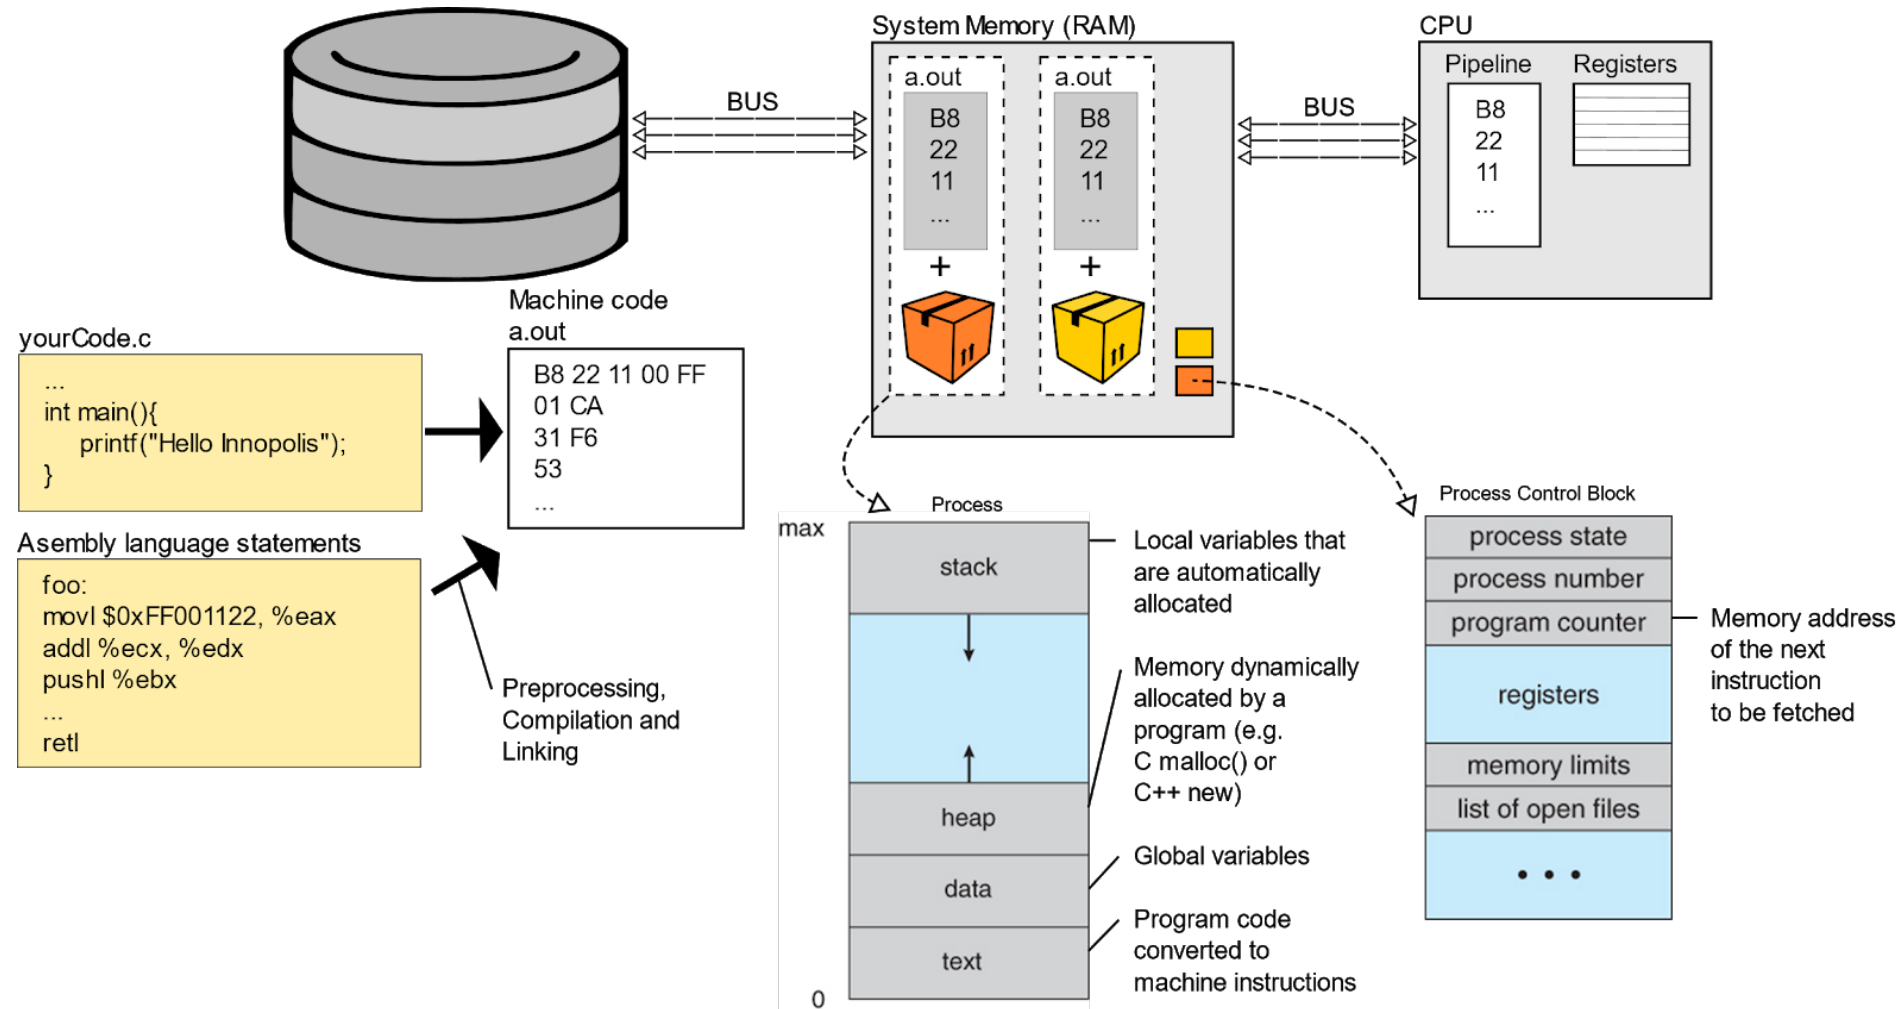 System Memory (RAM)
CPU
a.out
a.out
Pipeline
Registers
BUS
BUS
B8
22
11
...
+
B8
22
11
...
+
B8
22
11
...
Machine code
a.out
B8 22 11 00 FF
01 CA
31 F6
53
...
yourCode.c
...
int main(){
printf("Hello Innopolis");
}
Asembly language statements
foo:
movl $0xFF001122, %eax
addl %ecx, %edx
pushl %ebx
...
retl
Preprocessing,
Compilation and
Linking
Process
max
stack
heap
data
text
0
Local variables that
are automatically
allocated
Memory dynamically
allocated by a
program (e.g.
C malloc() or
C++ new)
Global variables
Program code
converted to
machine instructions
Process Control Block
process state
process number
program counter
registers
memory limits
list of open files
• • •
Memory address
of the next
instruction
to be fetched